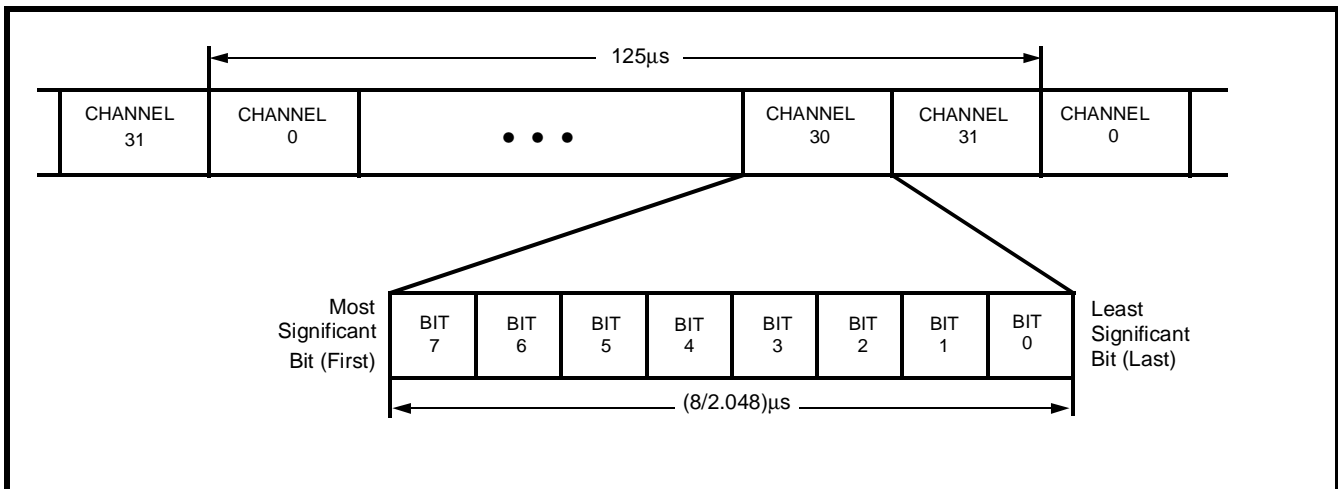 125μs
CHANNEL
31
CHANNEL
0
• • •
CHANNEL
30
CHANNEL
31
CHANNEL
0
Most
Significant
Bit (First)
BIT
7
BIT
6
BIT
5
BIT
4
BIT
3
BIT
2
BIT
1
BIT
0
Least
Significant
Bit (Last)
(8/2.048)μs